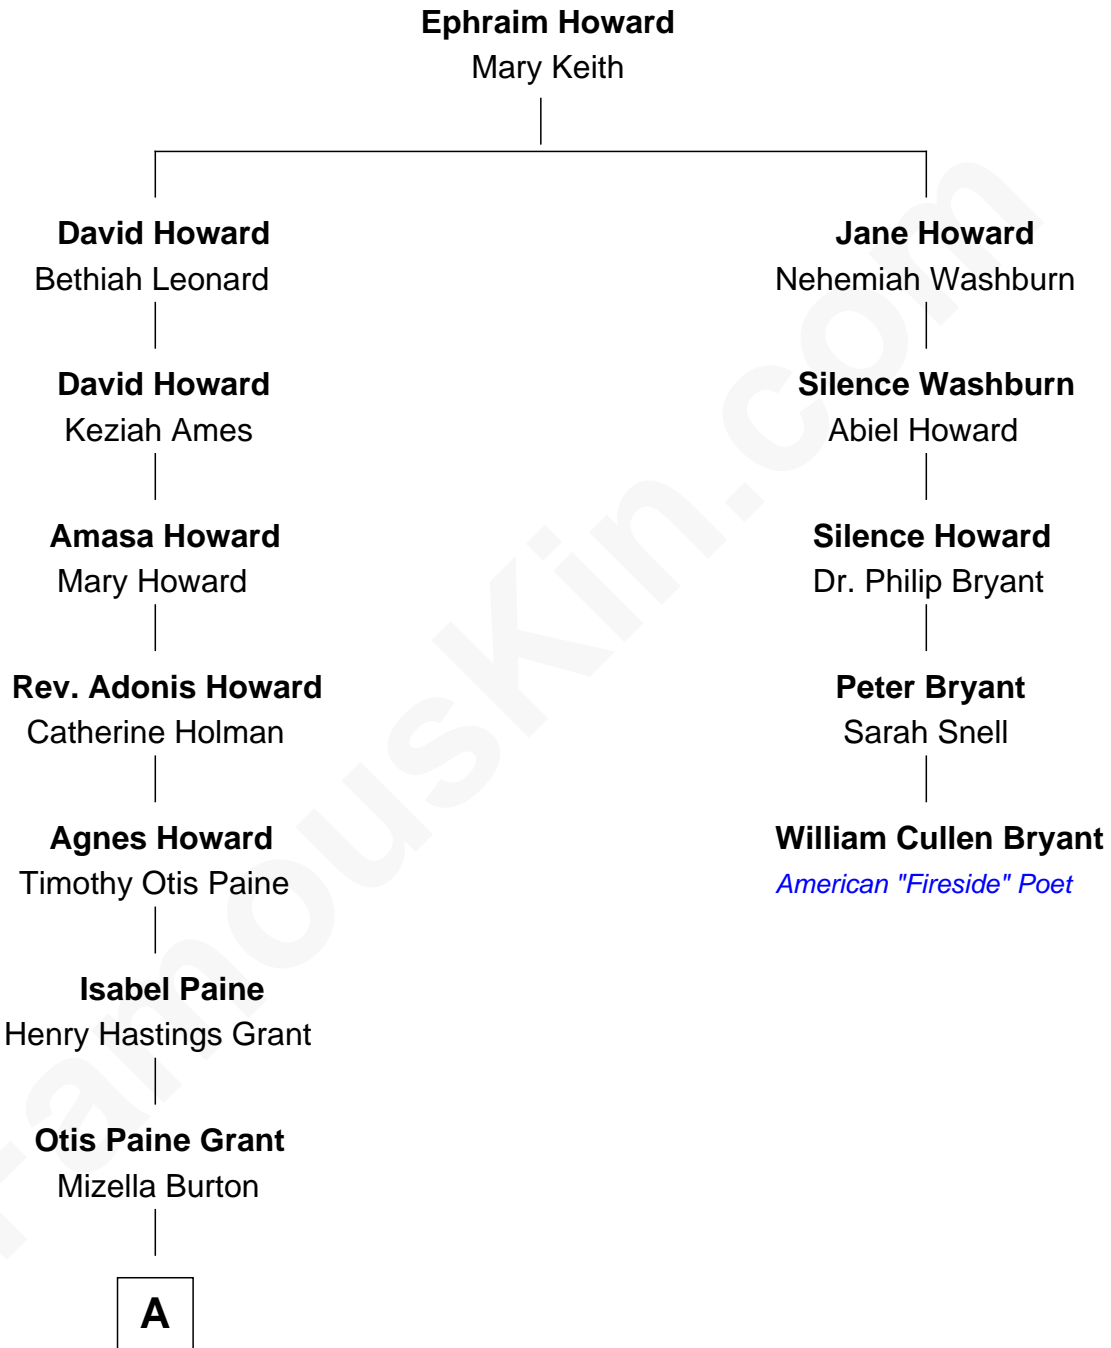 Ephraim Howard
Mary Keith
David Howard
Bethiah Leonard
Jane Howard
Nehemiah Washburn
David Howard
Keziah Ames
Silence Washburn
Abiel Howard
Amasa Howard
Mary Howard
Silence Howard
Dr. Philip Bryant
Rev. Adonis Howard
Catherine Holman
Peter Bryant
Sarah Snell
Agnes Howard
Timothy Otis Paine
William Cullen Bryant
American "Fireside" Poet
Isabel Paine
Henry Hastings Grant
Otis Paine Grant
Mizella Burton
A
FamousKin.com